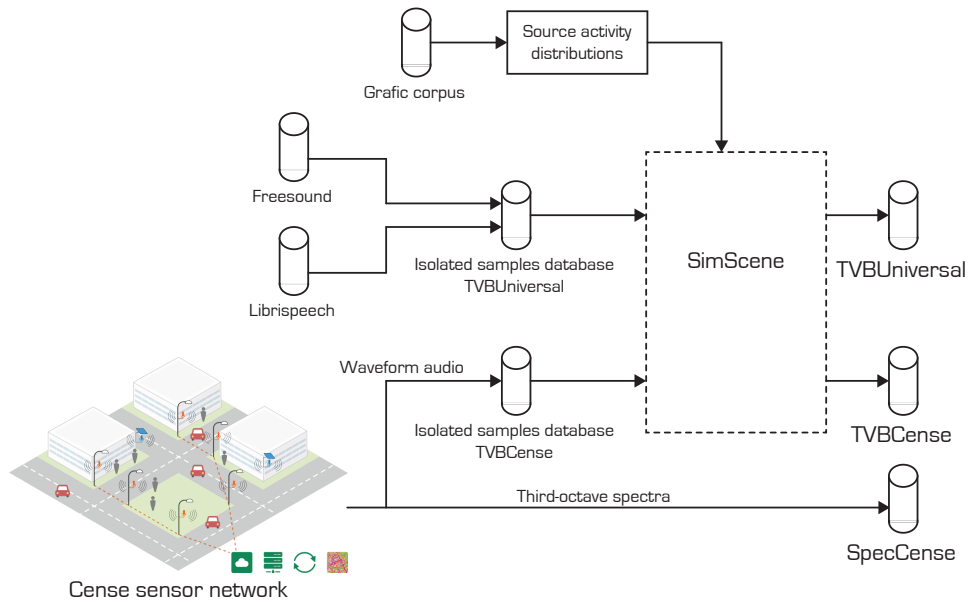 Source activity
distributions
Grafic corpus
Freesound
Librispeech
Isolated samples database
TVBUniversal
SimScene
TVBUniversal
Waveform audio
Isolated samples database
TVBCense
TVBCense
Third-octave spectra
SpecCense
Cense sensor network